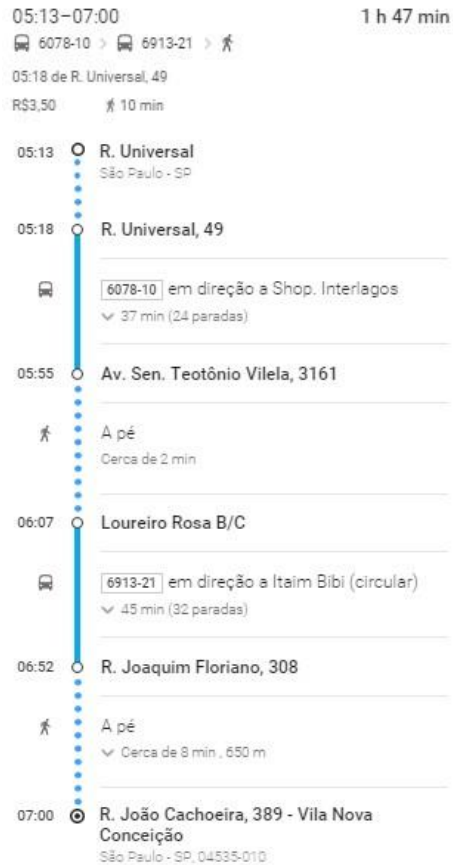 05:13–07:00 1 h 47 min
6078-10 > 6913-21 >
05:18 de R. Universal, 49
R$3,50 10 min
05:13 R. Universal
São Paulo - SP
05:18 R. Universal, 49
6078-10 em direção a Shop. Interlagos
37 min (24 paradas)
05:55 Av. Sen. Teotônio Vilela, 3161
A pé
Cerca de 2 min
06:07 Loureiro Rosa B/C
6913-21 em direção a Itaim Bibi (circular)
45 min (32 paradas)
06:52 R. Joaquim Floriano, 308
A pé
Cerca de 8 min , 650 m
07:00 R. João Cachoeira, 389 - Vila Nova
Conceição
São Paulo - SP, 04535-010